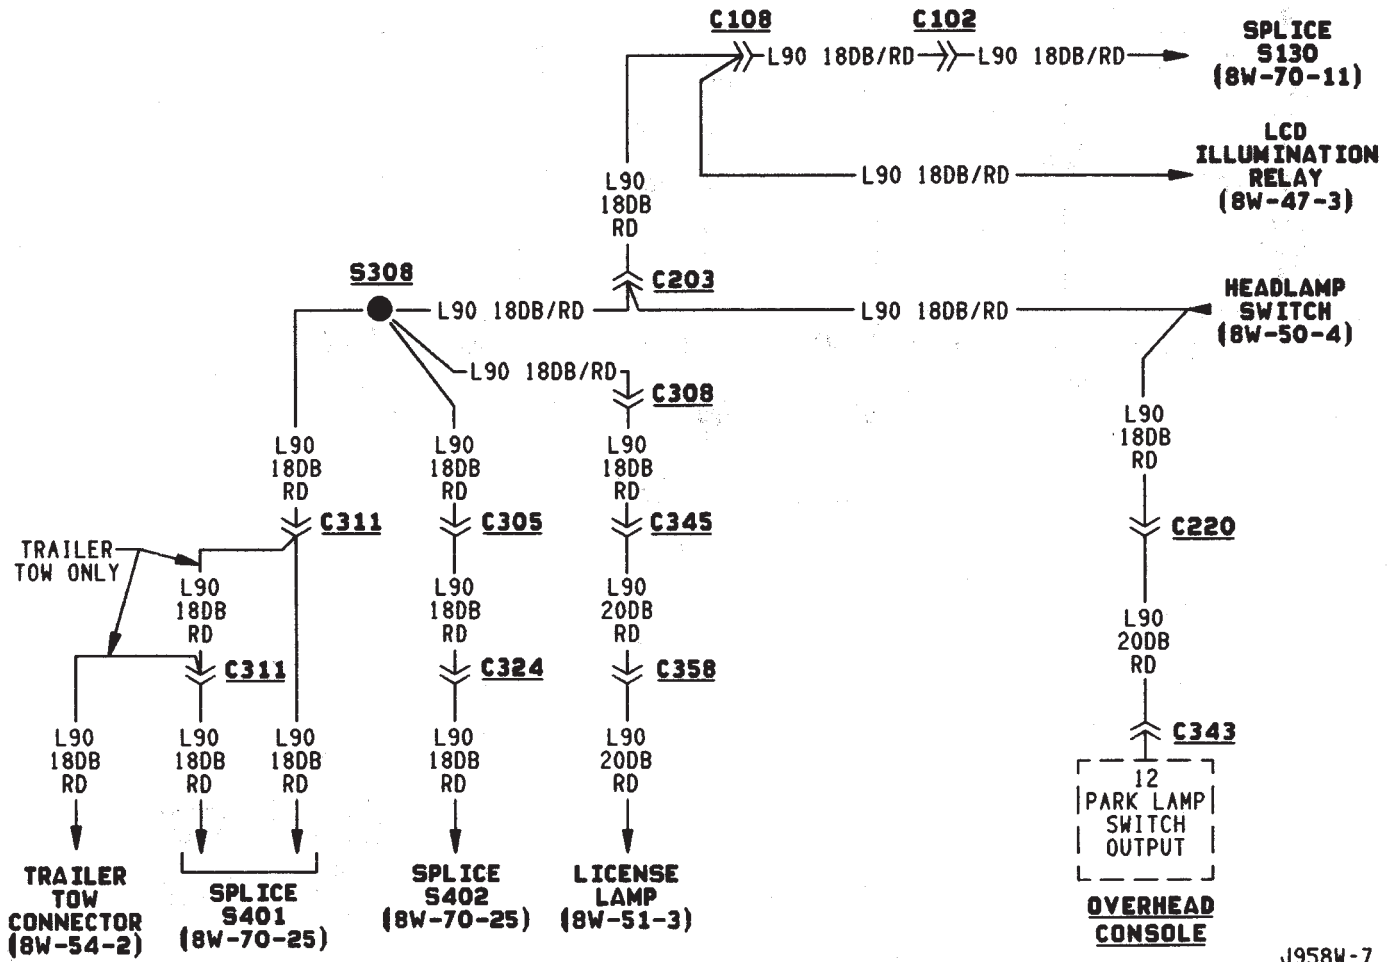 C108
C102
L90 18DB/RD
L90 18DB/RD
SPLICE
S130
(8W-70-11)
LCD
ILLUMINATION
RELAY
(8W-47-3)
L90 18DB/RD
L90
18DB
RD
S308
C203
L90 18DB/RD
L90 18DB/RD
HEADLAMP
SWITCH
(8W-50-4)
L90 18DB/RD
C308
L90
18DB
RD
L90
18DB
RD
L90
18DB
RD
L90
18DB
RD
C311
C305
C345
C220
TRAILER
TOW ONLY
L90
18DB
RD
L90
18DB
RD
L90
20DB
RD
L90
20DB
RD
C311
C324
C358
C343
L90
18DB
RD
L90
18DB
RD
L90
18DB
RD
L90
18DB
RD
L90
20DB
RD
12
PARK LAMP
SWITCH
OUTPUT
TRAILER
TOW
CONNECTOR
(8W-54-2)
SPLICE
S401
(8W-70-25)
SPLICE
S402
(8W-70-25)
LICENSE
LAMP
(8W-51-3)
OVERHEAD
CONSOLE
J958W-7